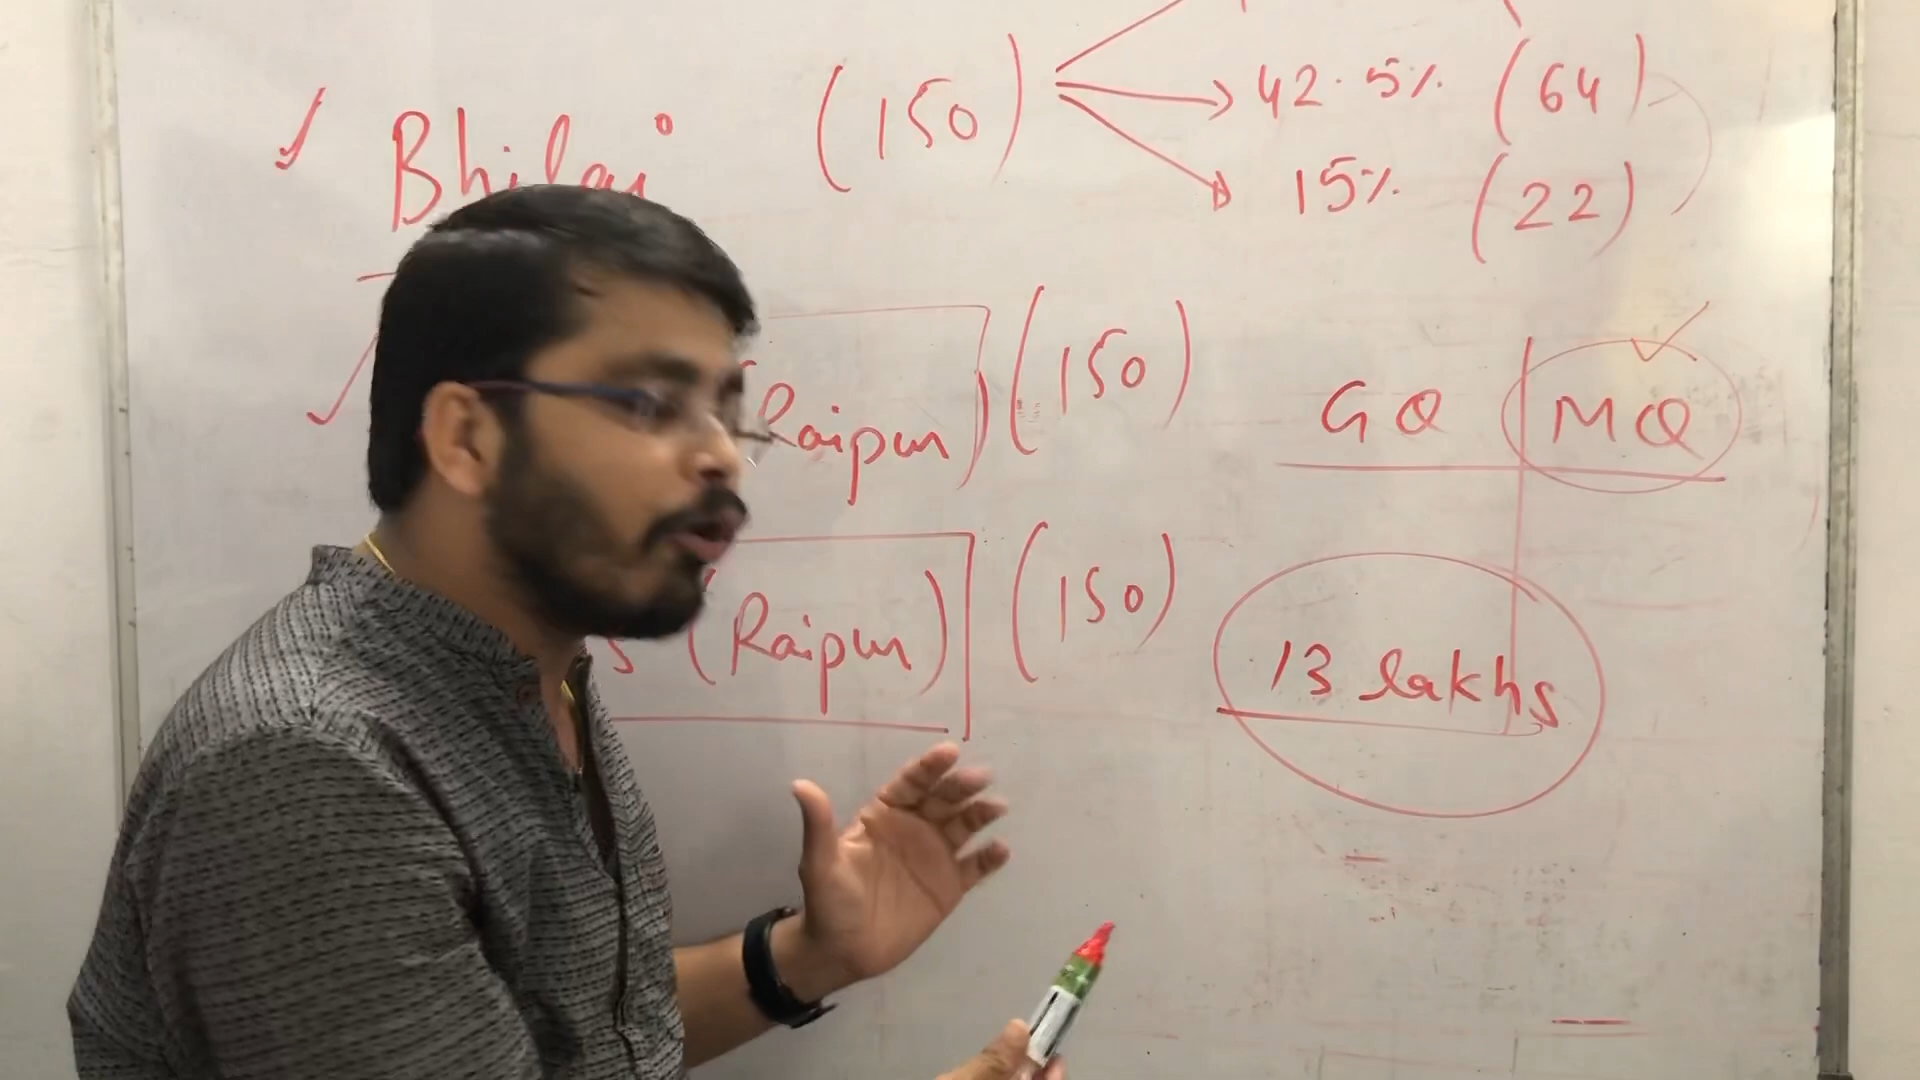 42.5% (64)
Bhilai (150)
15% (22)
Raipur) (150)
GQ MQ
(Raipur) (150)
13 lakhs